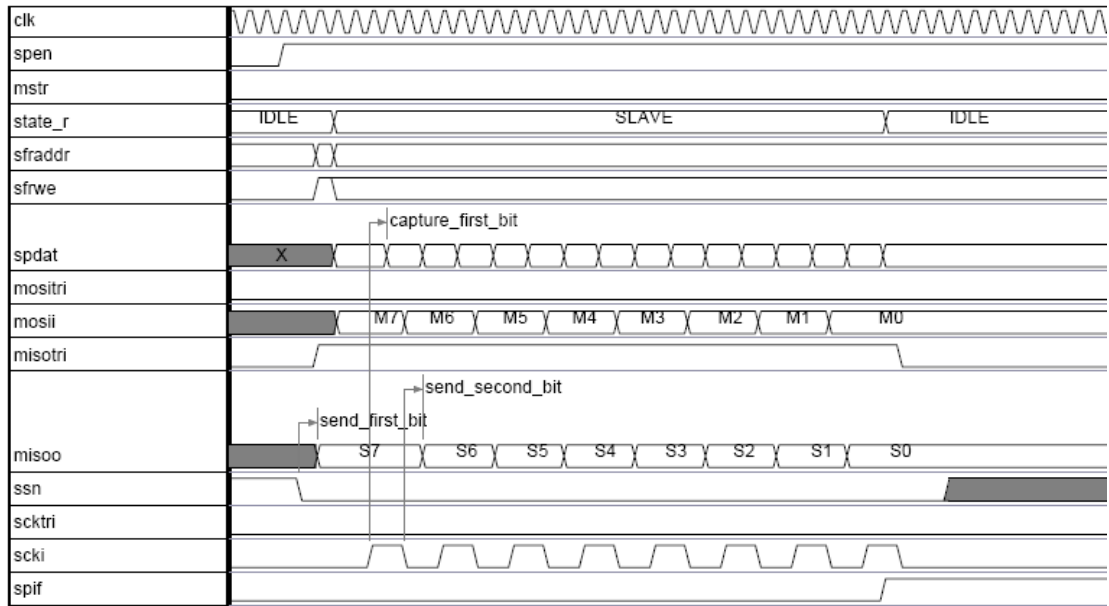 clk
spen
mstr
state_r IDLE SLAVE IDLE
sfraddr
sfrwe
capture_first_bit
spdat X
mositri
mosii M7 M6 M5 M4 M3 M2 M1 M0
misotri
send_second_bit
send_first_bit
misoo S7 S6 S5 S4 S3 S2 S1 S0
ssn
scktri
scki
spif